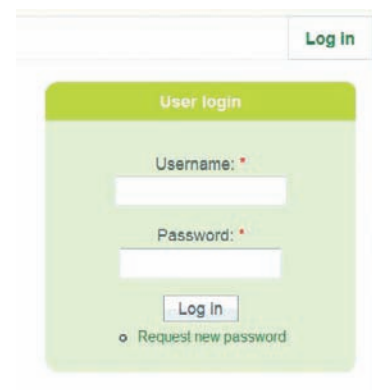 Log in
User login
Username: *
Password: *
Log in
Request new password